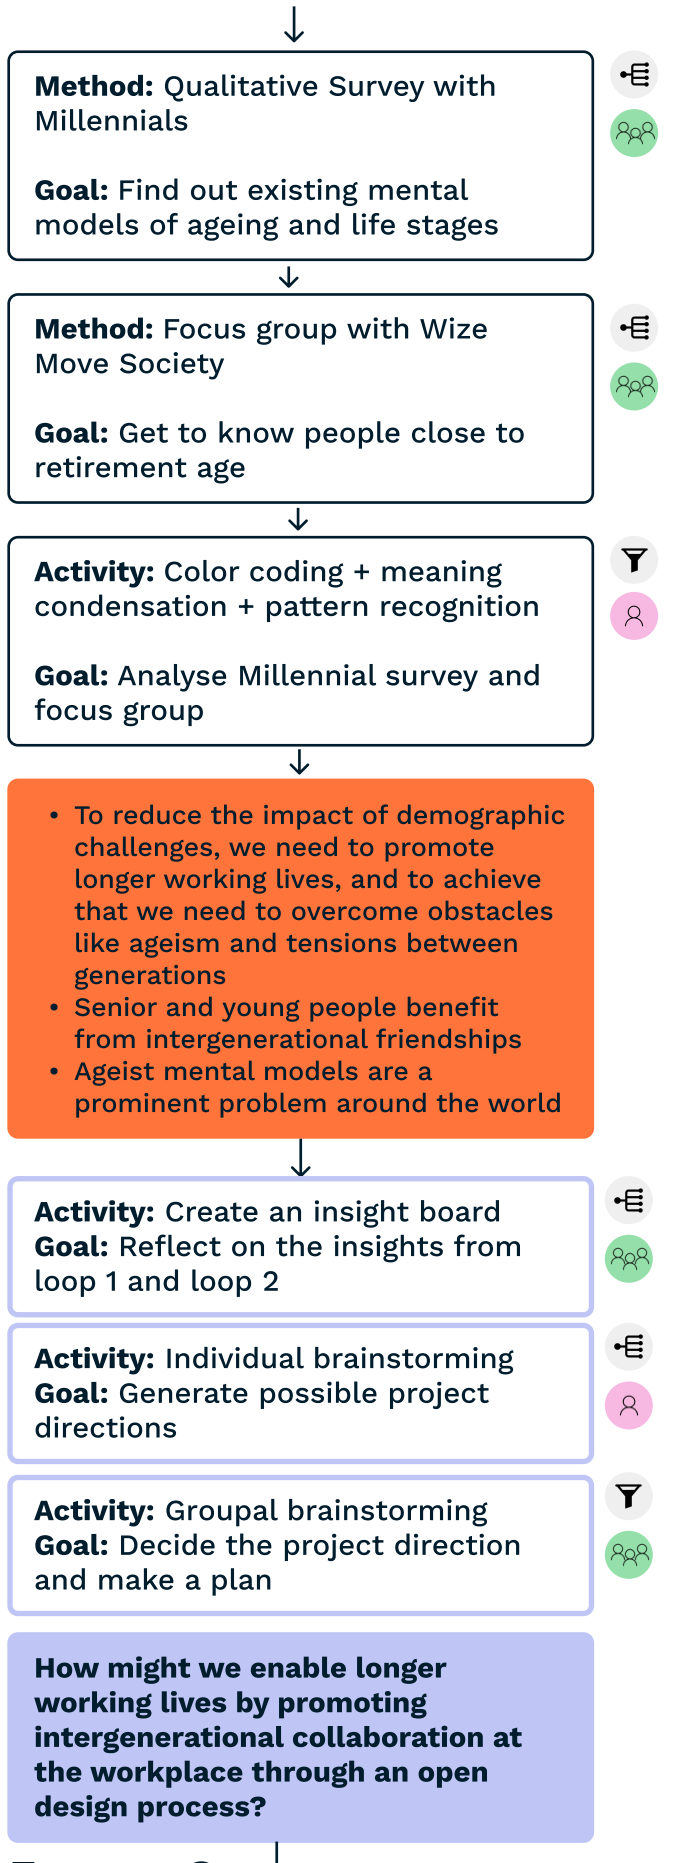 Method: Qualitative Survey with
Millennials
Goal: Find out existing mental
models of ageing and life stages
Method: Focus group with Wize
Move Society
Goal: Get to know people close to
retirement age
Activity: Color coding + meaning
condensation + pattern recognition
Goal: Analyse Millennial survey and
focus group
• To reduce the impact of demographic
challenges, we need to promote
longer working lives, and to achieve
that we need to overcome obstacles
like ageism and tensions between
generations
• Senior and young people benefit
from intergenerational friendships
• Ageist mental models are a
prominent problem around the world
Activity: Create an insight board
Goal: Reflect on the insights from
loop 1 and loop 2
Activity: Individual brainstorming
Goal: Generate possible project
directions
Activity: Groupal brainstorming
Goal: Decide the project direction
and make a plan
How might we enable longer
working lives by promoting
intergenerational collaboration at
the workplace through an open
design process?